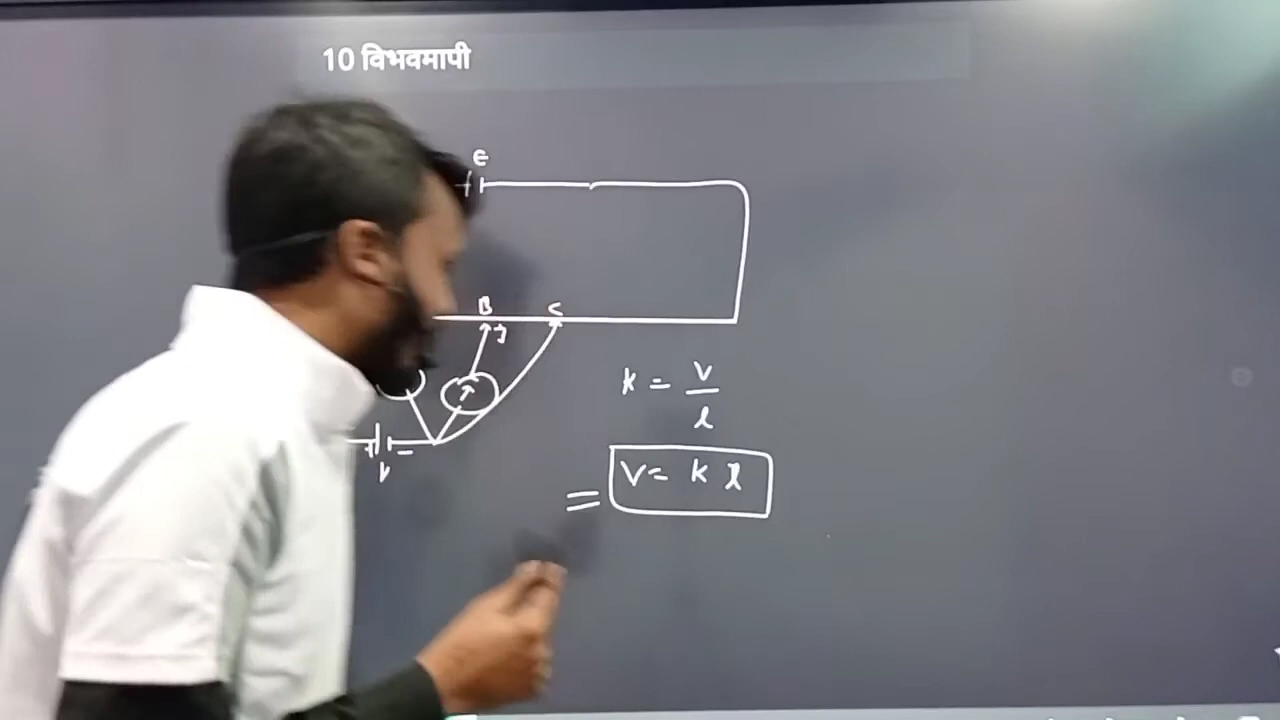 10 विभवमापी
E
B C
J
K = V / l
+ -
V
V = K l
=